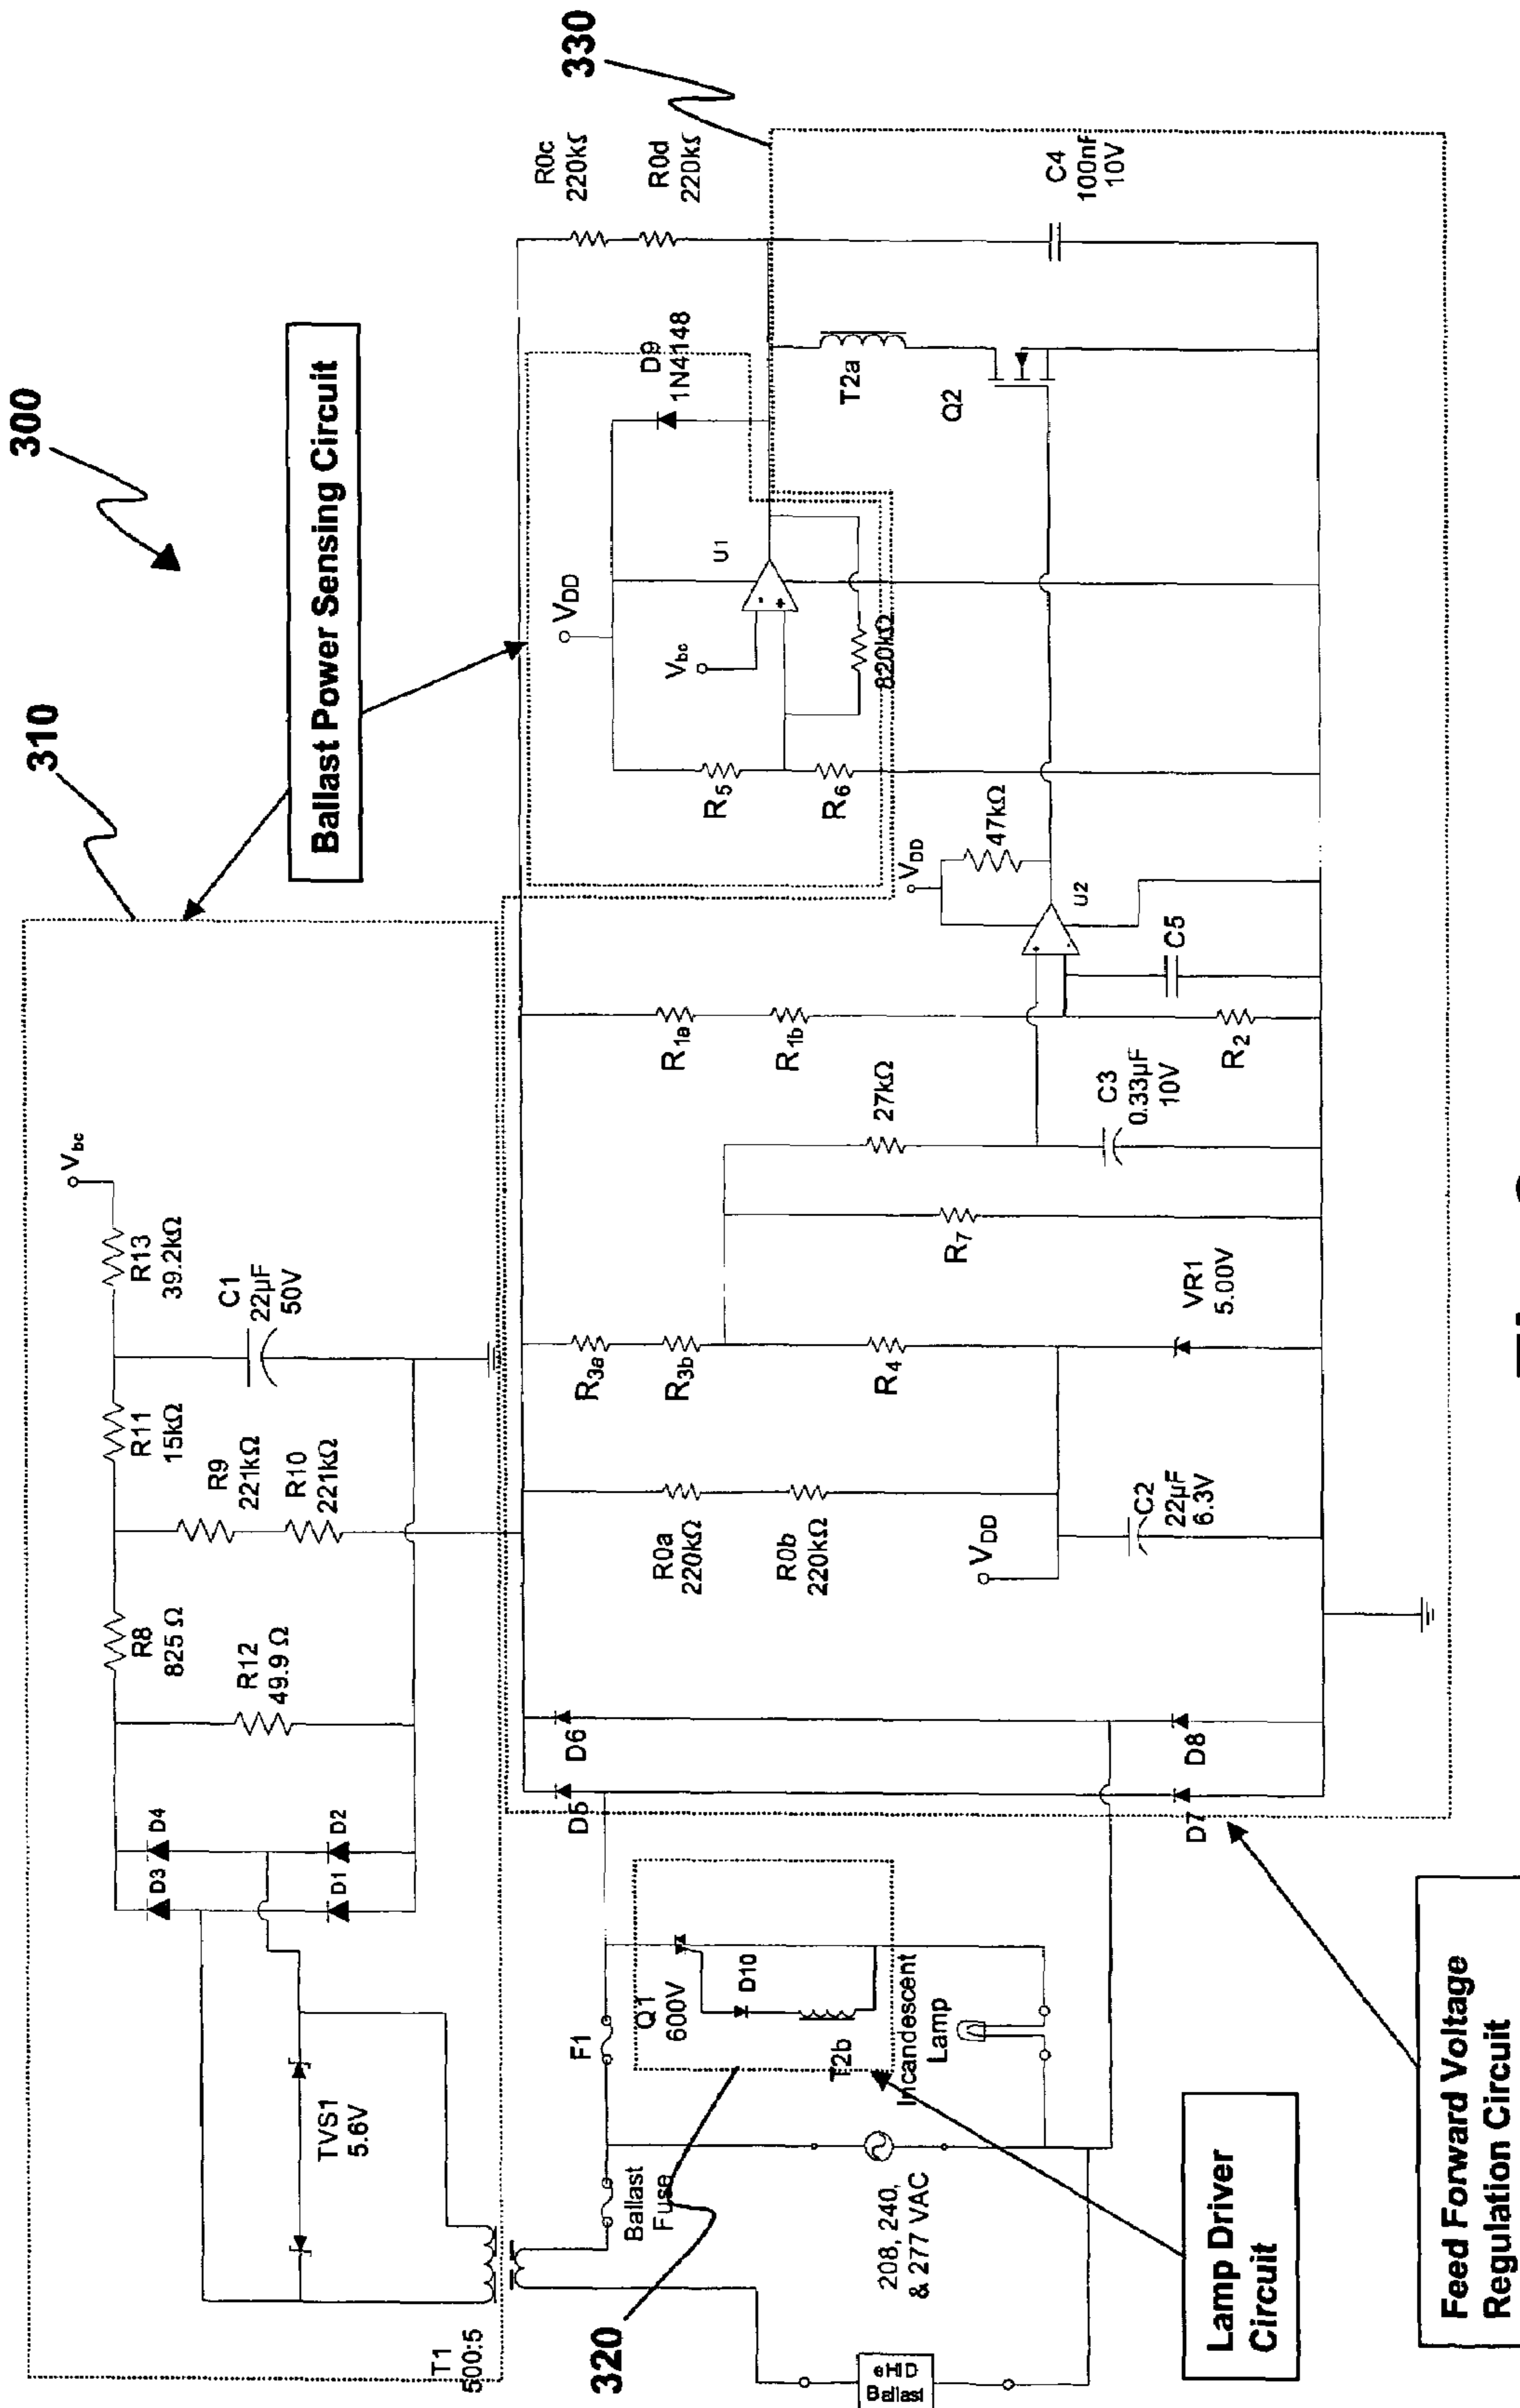 300
310
Ballast Power Sensing Circuit
330
Vbc
R13
39.2kΩ
C1
22µF
50V
R11
15kΩ
R9
221kΩ
R10
221kΩ
R8
825 Ω
R12
49.9 Ω
D4
D3
D2
D1
TVS1
5.6V
T1
500:5
R0c
220kΩ
R0d
220kΩ
D9
1N4148
VDD
Vbc
U1
-
+
820kΩ
R5
R6
T2a
Q2
C4
100nf
10V
VDD
47kΩ
U2
C5
R1a
R1b
R2
27kΩ
C3
0.33µF
10V
R7
R3a
R3b
R4
VR1
5.00V
R0a
220kΩ
R0b
220kΩ
VDD
C2
22µF
6.3V
D6
D5
D8
D7
F1
Q1
600V
D10
T2b
Incandescent
Lamp
Ballast
Fuse
208, 240,
& 277 VAC
eHID
Ballast
320
Lamp Driver
Circuit
Feed Forward Voltage
Regulation Circuit